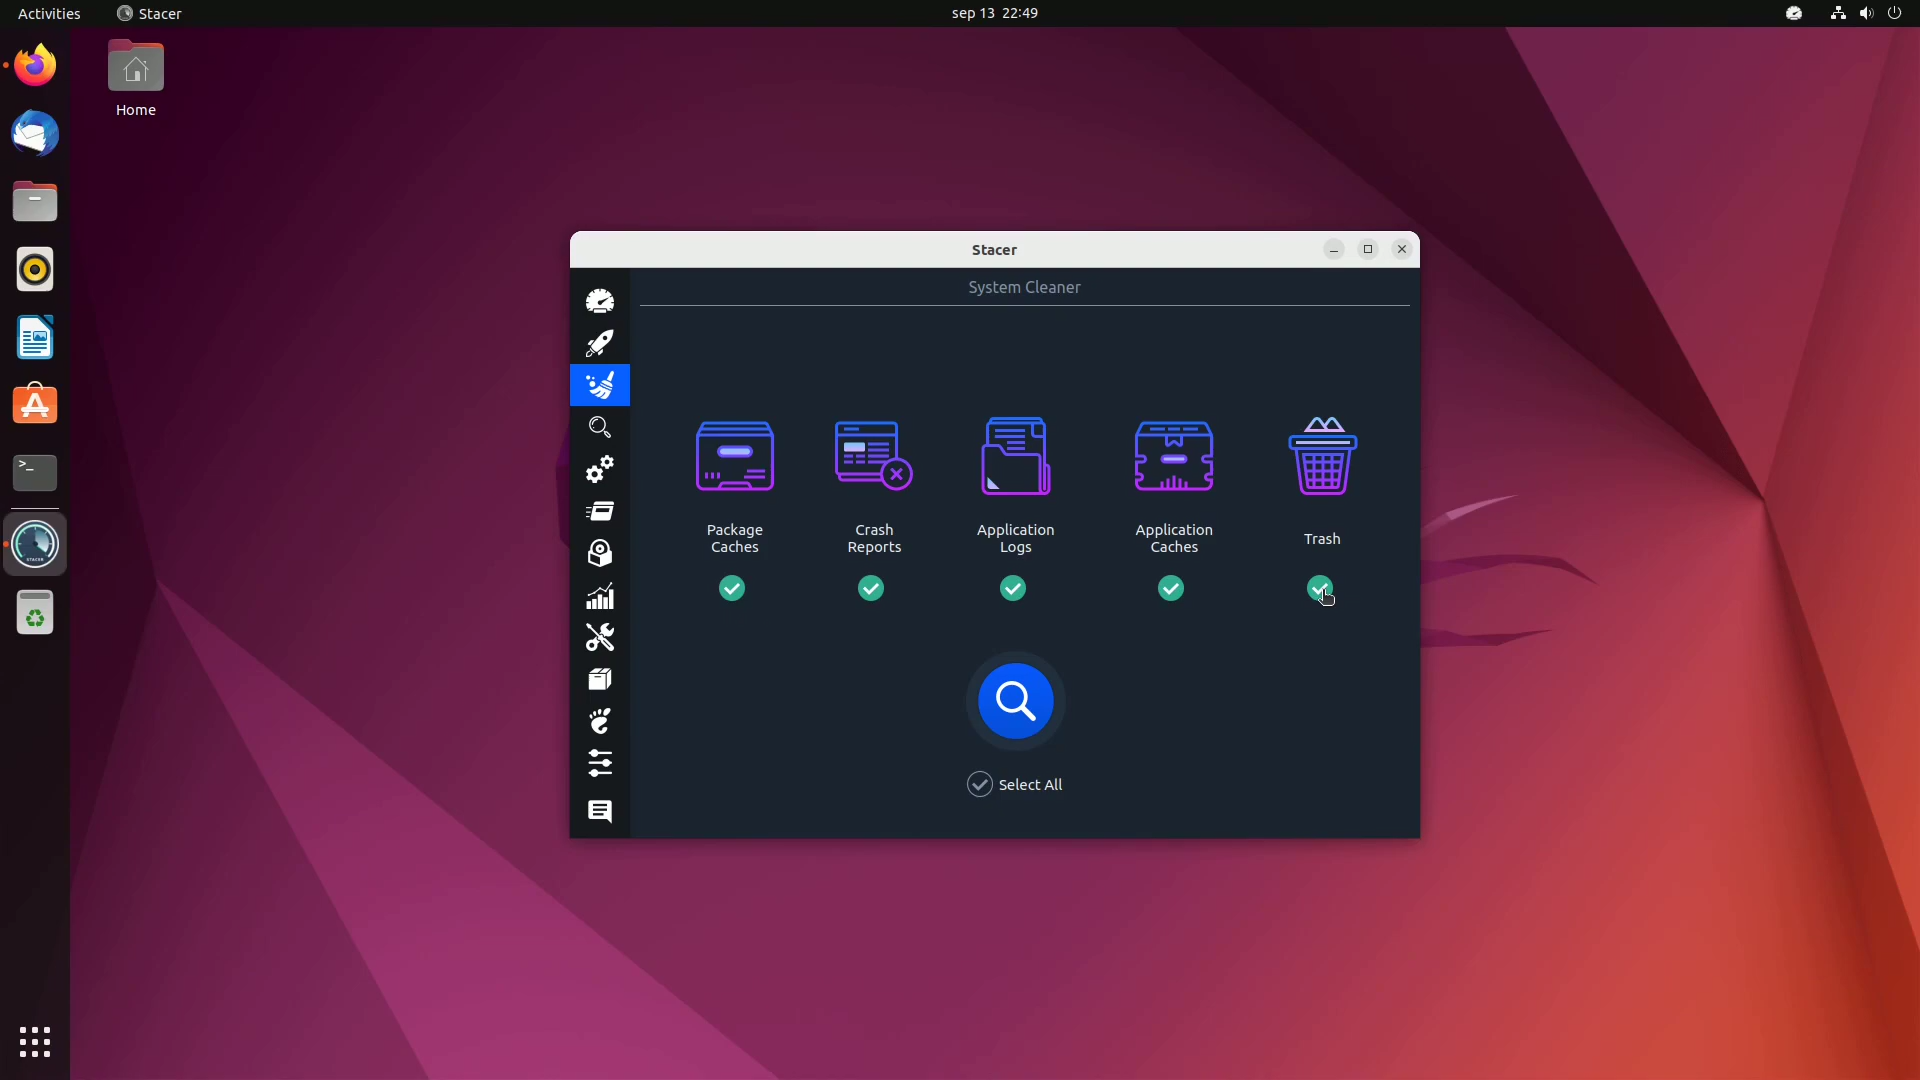 Activities
Stacer
sep 13 22:49
Home
Stacer
System Cleaner
Package
Caches
Crash
Reports
Application
Logs
Application
Caches
Trash
Select All